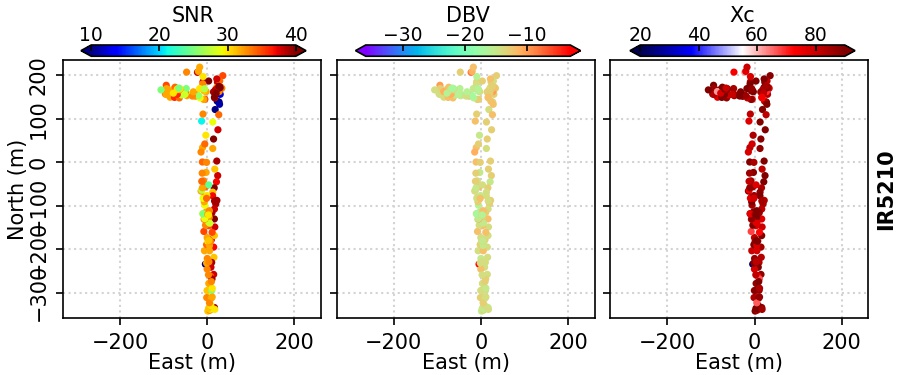 SNR DBV Xc
10 20 30 40 −30 −20 −10 20 40 60 80
North (m)
200
100
0
−100
−200
−300
IR5210
−200 0 200 −200 0 200 −200 0 200
East (m) East (m) East (m)